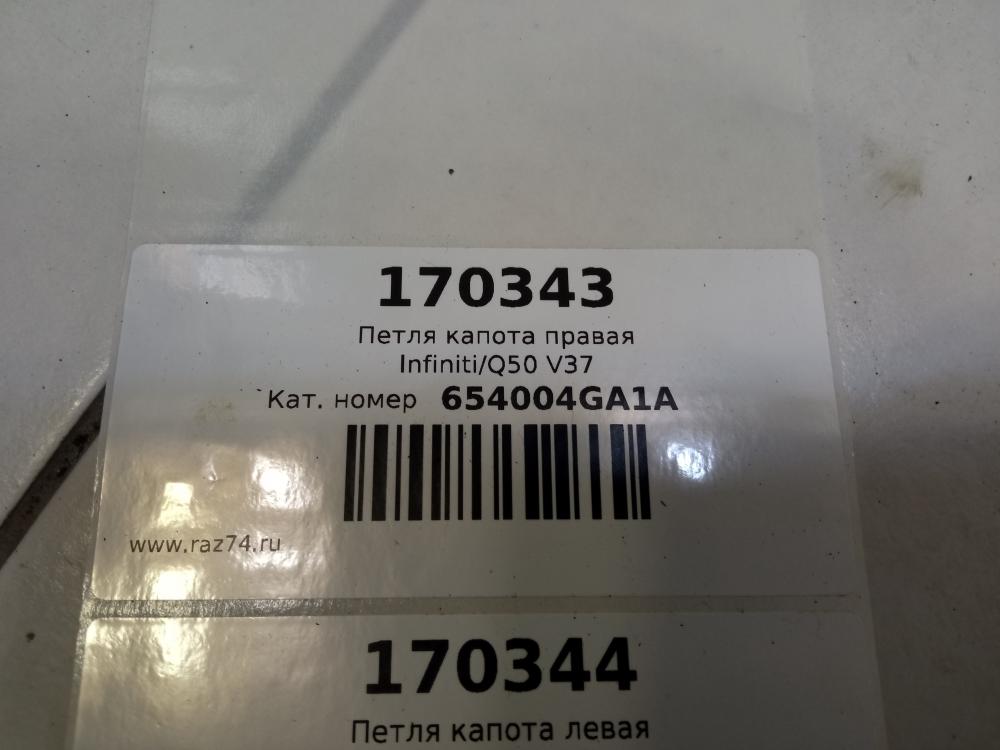 170343
Петля капота правая
Infiniti/Q50 V37
Кат. номер 654004GA1A
www.raz74.ru
170344
Петля капота левая